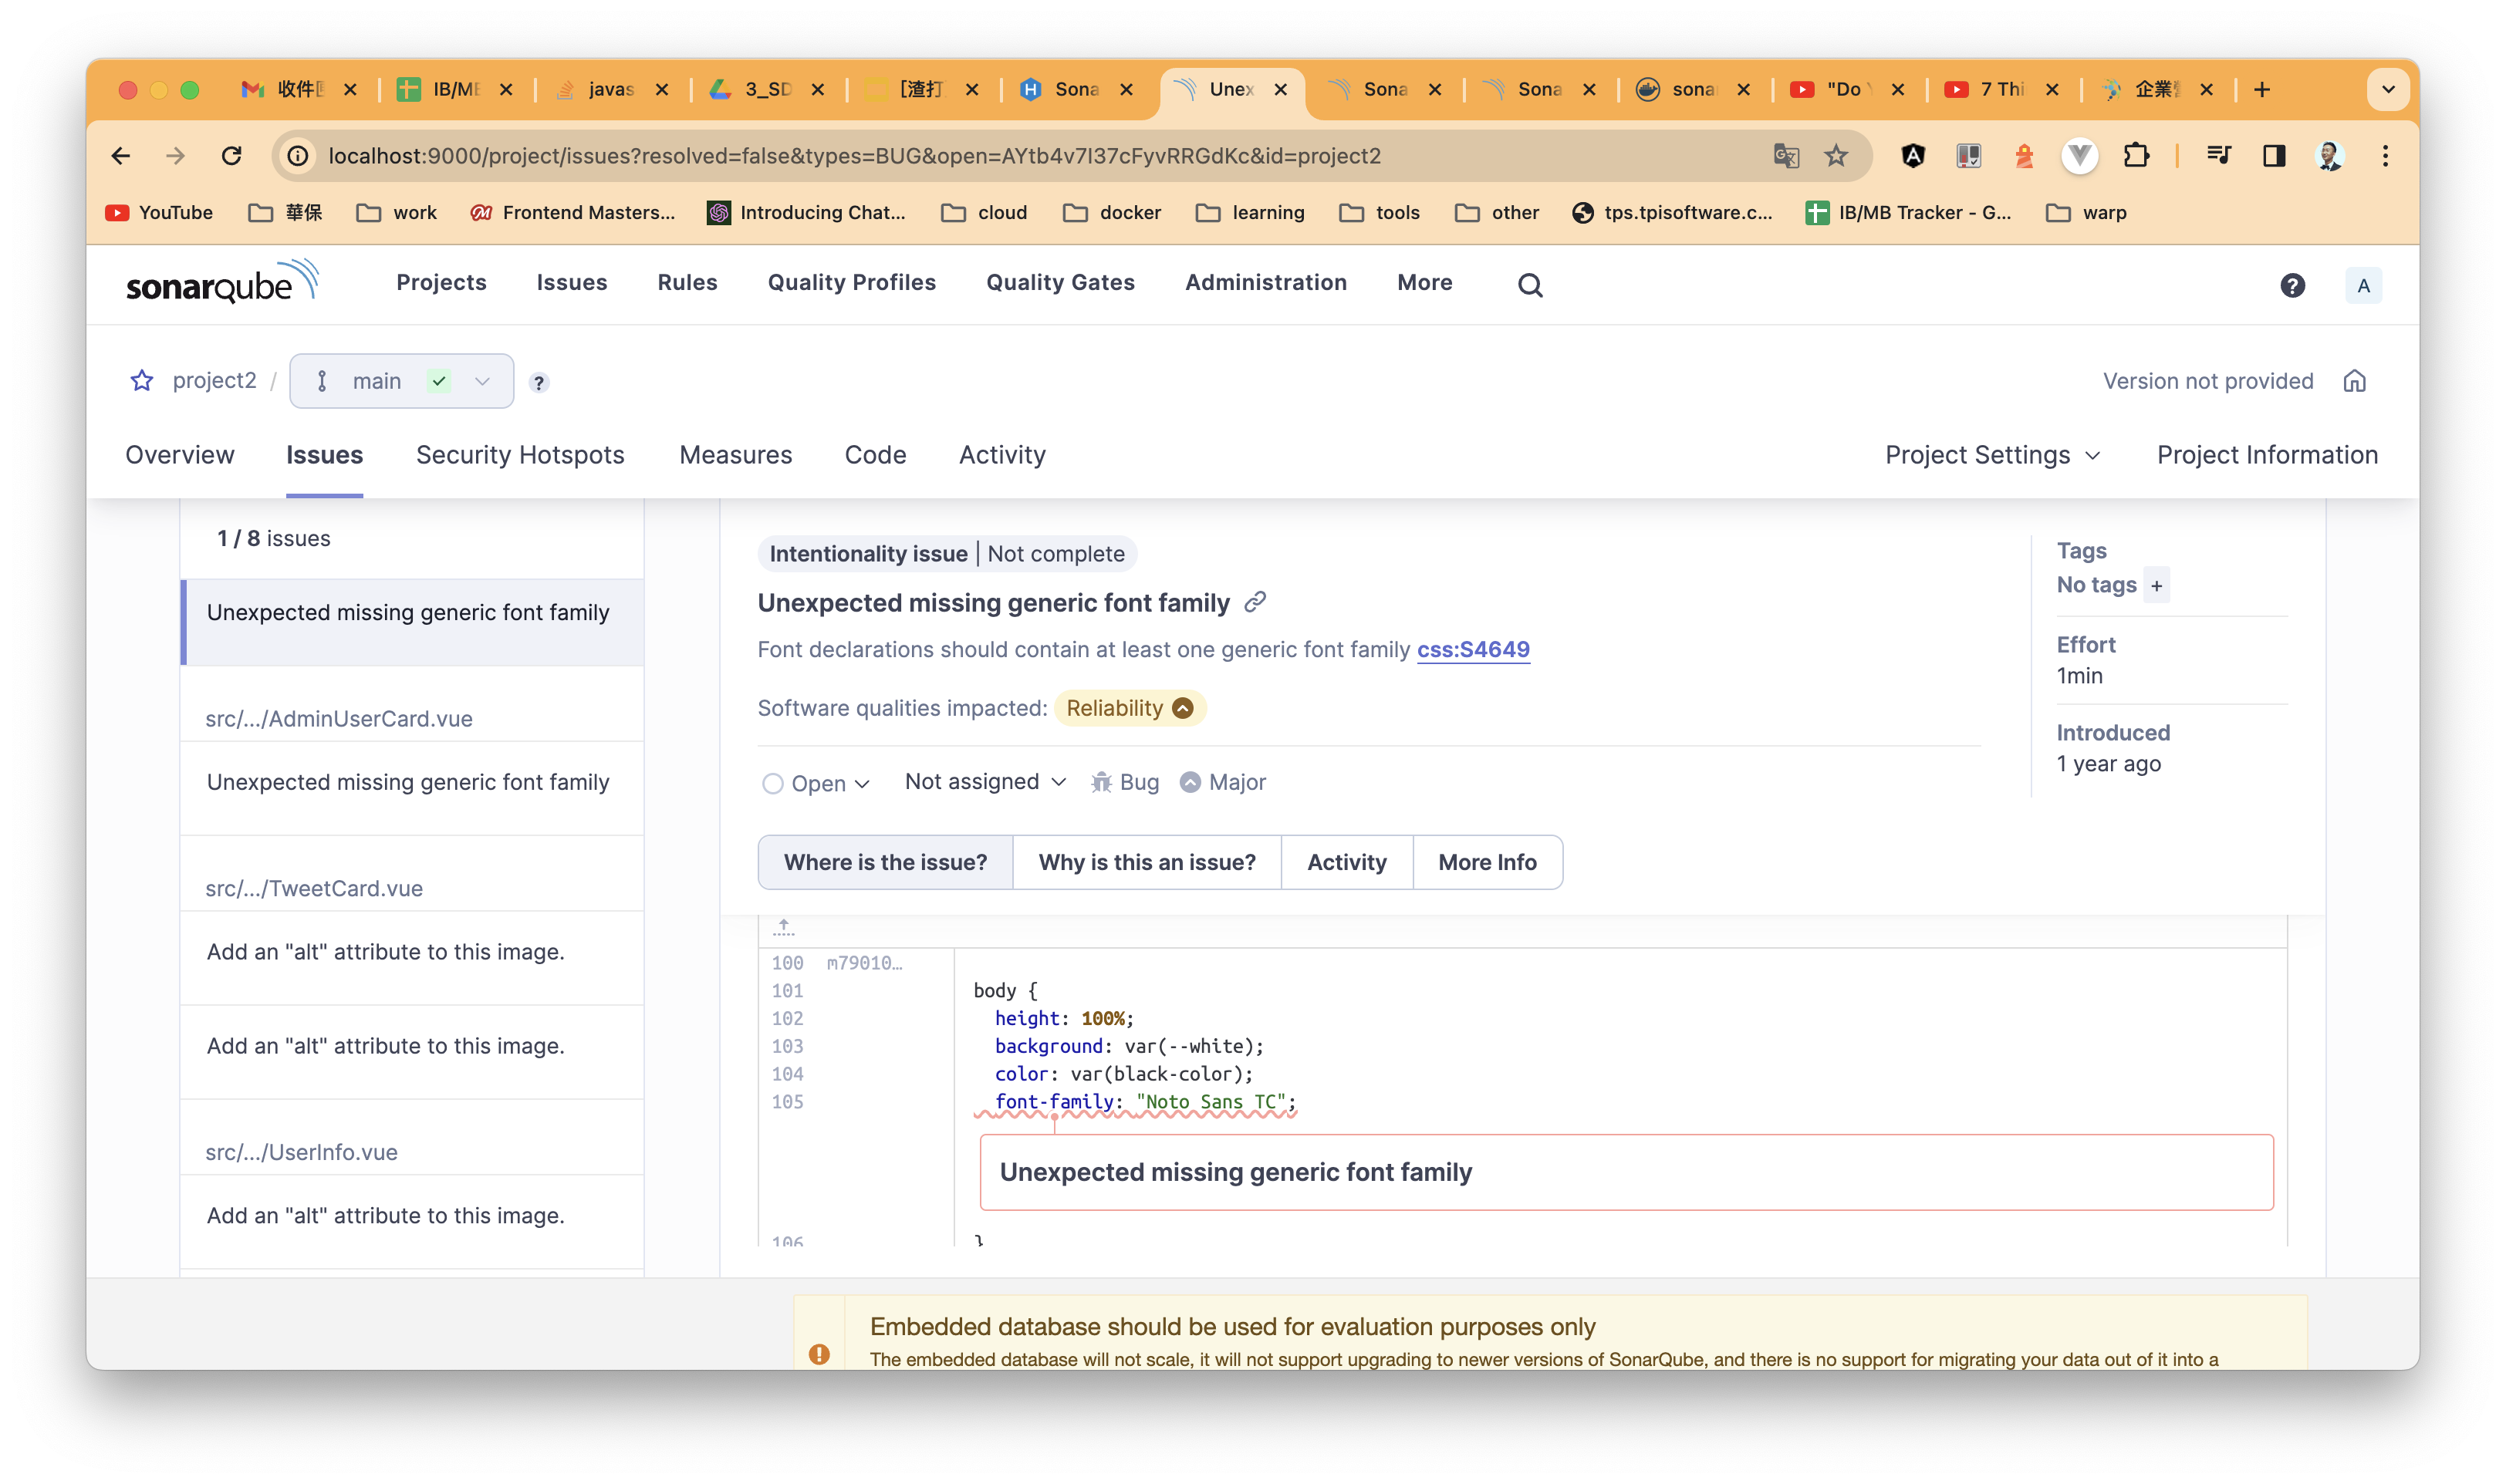 收件 IB/ME javas 3_SD [渣打 Sona Unex Sona Sona sona "Do 7 Thi 企業
localhost:9000/project/issues?resolved=false&types=BUG&open=AYtb4v7I37cFyvRRGdKc&id=project2
YouTube 華保 work Frontend Masters... Introducing Chat... cloud docker learning tools other tps.tpisoftware.c... IB/MB Tracker - G... warp
sonarqube Projects Issues Rules Quality Profiles Quality Gates Administration More ? A
project2 / main ? Version not provided
Overview Issues Security Hotspots Measures Code Activity Project Settings Project Information
1 / 8 issues
Unexpected missing generic font family
src/.../AdminUserCard.vue
Unexpected missing generic font family
src/.../TweetCard.vue
Add an "alt" attribute to this image.
Add an "alt" attribute to this image.
src/.../UserInfo.vue
Add an "alt" attribute to this image.
Intentionality issue | Not complete
Unexpected missing generic font family
Font declarations should contain at least one generic font family css:S4649
Software qualities impacted: Reliability
Open Not assigned Bug Major
Tags
No tags +
Effort
1min
Introduced
1 year ago
Where is the issue? Why is this an issue? Activity More Info
100 m79010…
101 body {
102 height: 100%;
103 background: var(--white);
104 color: var(black-color);
105 font-family: "Noto Sans TC";
Unexpected missing generic font family
106 }
Embedded database should be used for evaluation purposes only
The embedded database will not scale, it will not support upgrading to newer versions of SonarQube, and there is no support for migrating your data out of it into a